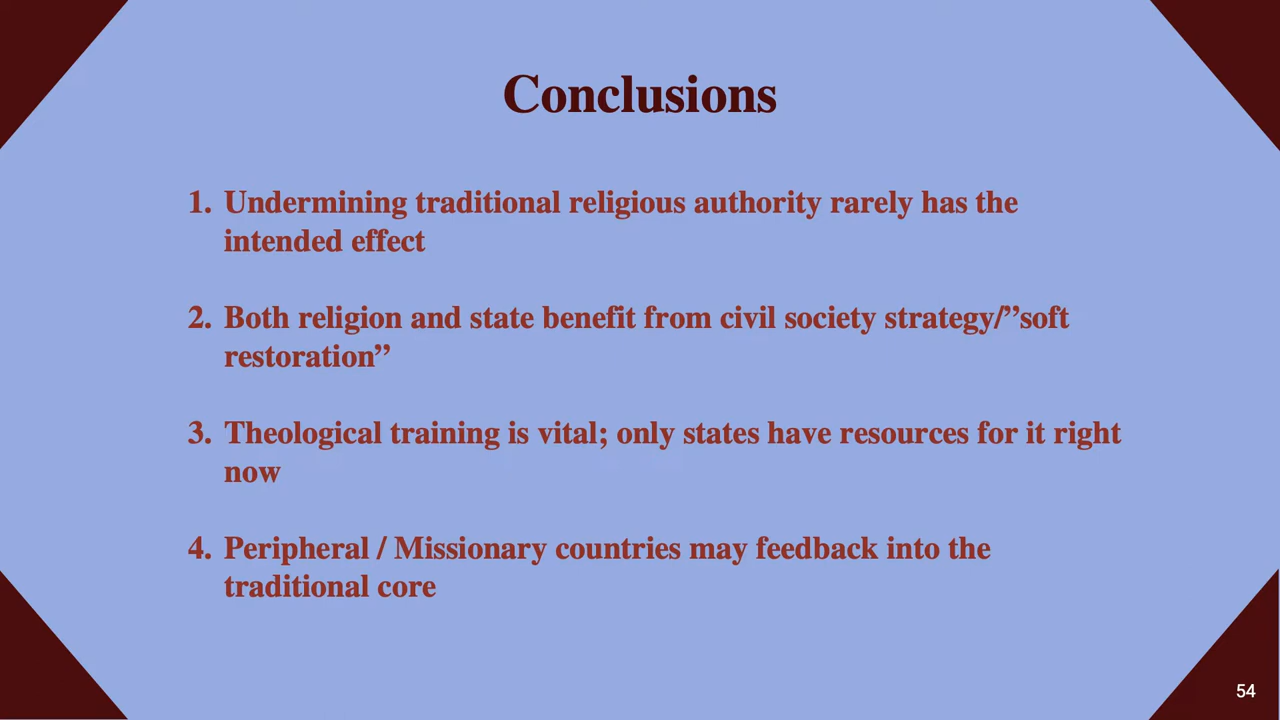 Conclusions
1. Undermining traditional religious authority rarely has the
intended effect
2. Both religion and state benefit from civil society strategy/”soft
restoration”
3. Theological training is vital; only states have resources for it right
now
4. Peripheral / Missionary countries may feedback into the
traditional core
54